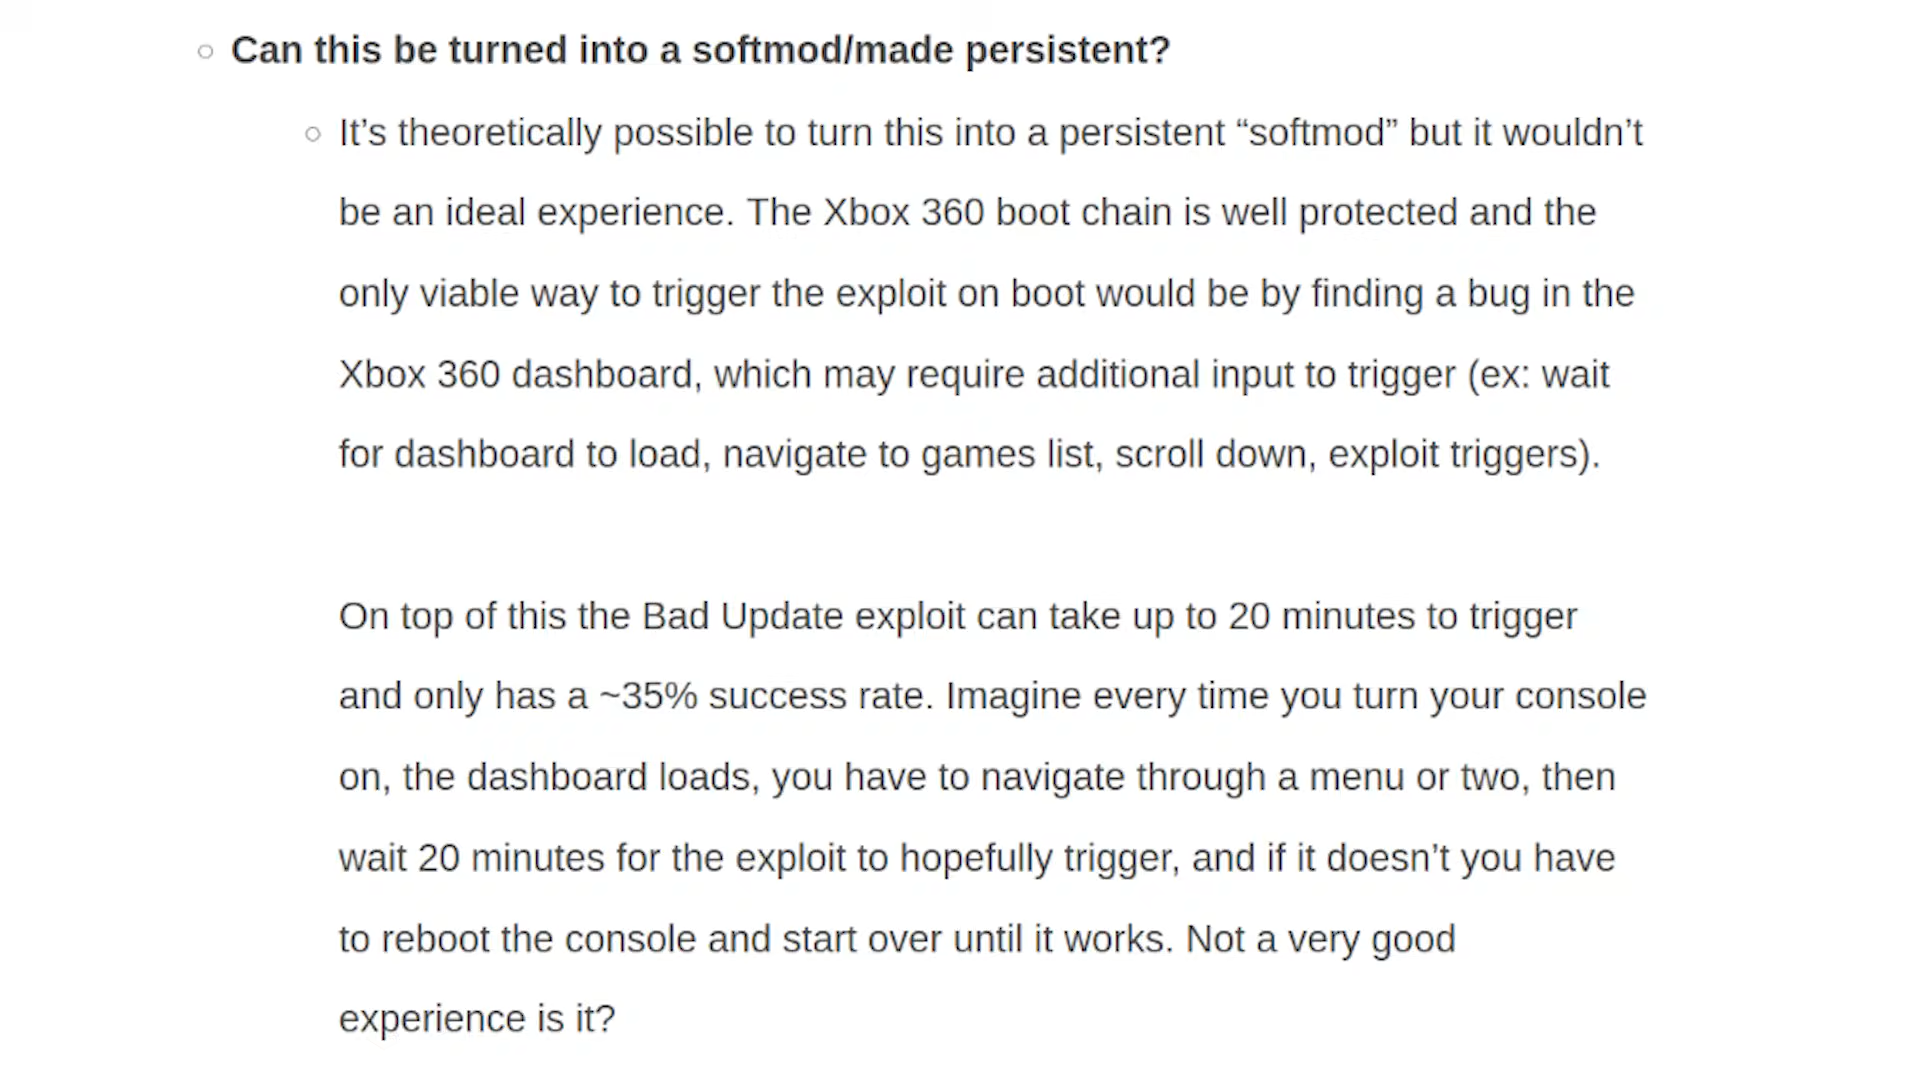 Can this be turned into a softmod/made persistent?
It’s theoretically possible to turn this into a persistent “softmod” but it wouldn’t
be an ideal experience. The Xbox 360 boot chain is well protected and the
only viable way to trigger the exploit on boot would be by finding a bug in the
Xbox 360 dashboard, which may require additional input to trigger (ex: wait
for dashboard to load, navigate to games list, scroll down, exploit triggers).
On top of this the Bad Update exploit can take up to 20 minutes to trigger
and only has a ~35% success rate. Imagine every time you turn your console
on, the dashboard loads, you have to navigate through a menu or two, then
wait 20 minutes for the exploit to hopefully trigger, and if it doesn’t you have
to reboot the console and start over until it works. Not a very good
experience is it?